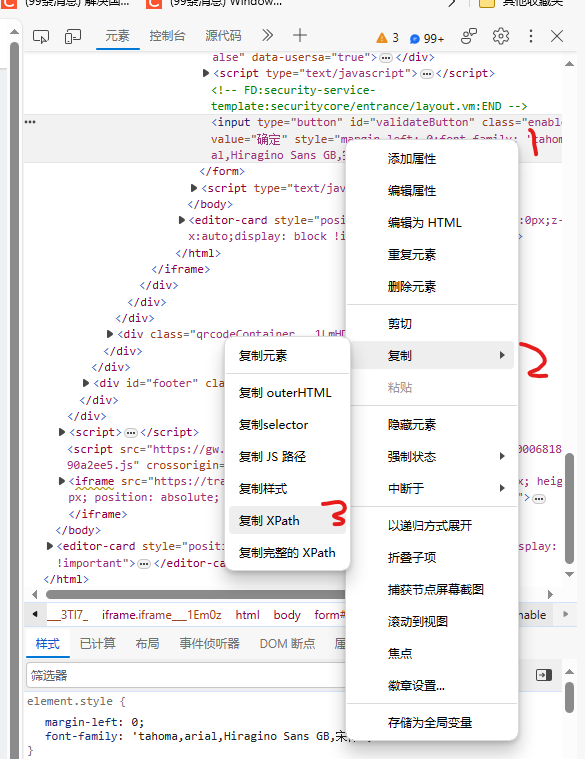 (99条消息) 解决国...
(99条消息) Window...
其他收藏夹
元素
控制台
源代码
3
99+
alse" data-usersa="true">…</div>
<script type="text/javascript">…</script>
<!-- FD:security-service-
template:securitycore/entrance/layout.vm:END -->
<input type="button" id="validateButton" class="enable
value="确定" style="margin-left: 0;font-family: 'tahoma
al,Hiragino Sans GB,
1
</form>
<script type="text/jav
</body>
<editor-card style="posi
:0px;z-
x:auto;display: block !i
</html>
</iframe>
</div>
</div>
</div>
<div class="qrcodeContainer
</div>
</div>
<div id="footer" cla
</div>
</div>
<script>…</script>
<script src="https://gw.
0006818
90a2ee5.js" crossorigin=
<iframe src="https://tra
x; heig
px; position: absolute;
">…
</iframe>
</body>
<editor-card style="positi
isplay:
!important">…</editor-c
</html>
添加属性
编辑属性
编辑为 HTML
重复元素
删除元素
剪切
复制
2
粘贴
隐藏元素
强制状态
中断于
以递归方式展开
折叠子项
捕获节点屏幕截图
滚动到视图
焦点
徽章设置...
存储为全局变量
复制元素
复制 outerHTML
复制selector
复制 JS 路径
复制样式
复制 XPath
3
复制完整的 XPath
___3Tl7_
iframe.iframe___1Em0z
html
body
form#
nable
样式
已计算
布局
事件侦听器
DOM 断点
属
筛选器
element.style {
margin-left: 0;
font-family: 'tahoma,arial,Hiragino Sans GB,宋
}